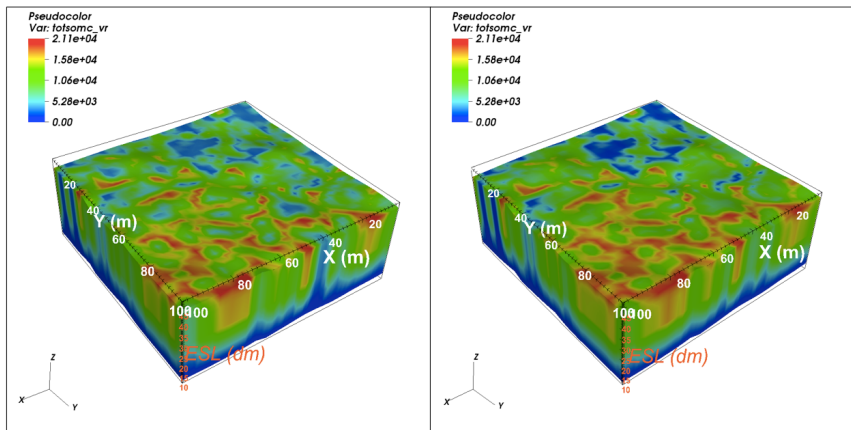 Pseudocolor
Var: totsomc_vr
2.11e+04
1.58e+04
1.06e+04
5.28e+03
0.00
20
40
Y (m)
60
80
100
100
80
60
X (m)
40
20
ESL (dm)
10
Z
X
Y
Pseudocolor
Var: totsomc_vr
2.11e+04
1.58e+04
1.06e+04
5.28e+03
0.00
20
40
Y (m)
60
80
100
100
80
60
X (m)
40
20
ESL (dm)
10
Z
X
Y